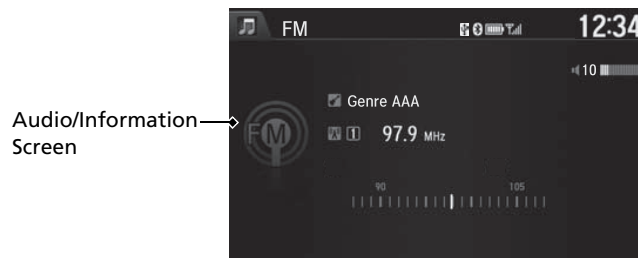 FM
12:34
10
Audio/Information
Screen
FM
Genre AAA
1
97.9 MHz
90 105